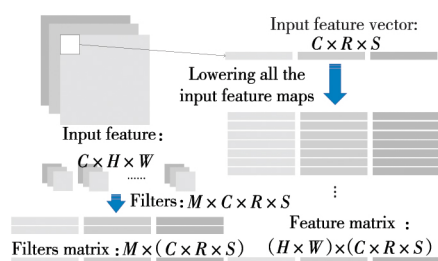 Input feature vector:
C×R×S
Lowering all the
input feature maps
Input feature:
C×H×W
......
Filters: M×C×R×S
⋮
Filters matrix: M×(C×R×S)
Feature matrix :
(H×W)×(C×R×S)